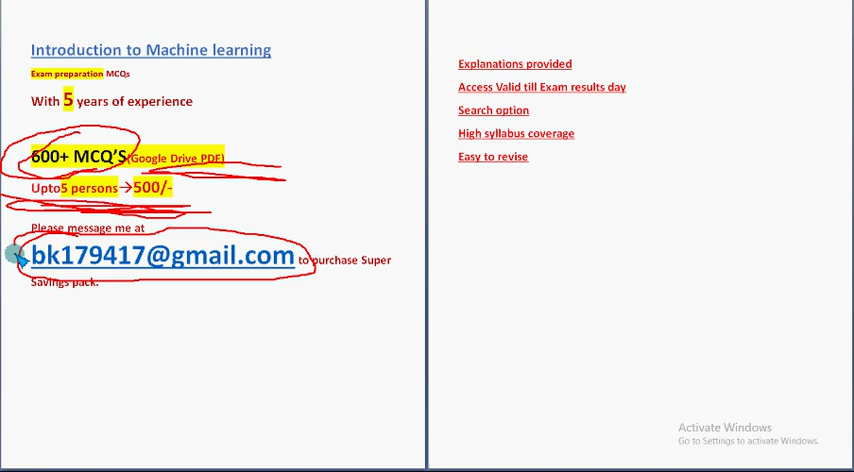 Introduction to Machine learning
Exam preparation MCQs
With 5 years of experience
600+ MCQ'S(Google Drive PDF)
Upto5 persons→500/-
Please message me at
bk179417@gmail.com to purchase Super
Savings pack.
Explanations provided
Access Valid till Exam results day
Search option
High syllabus coverage
Easy to revise
Activate Windows
Go to Settings to activate Windows.